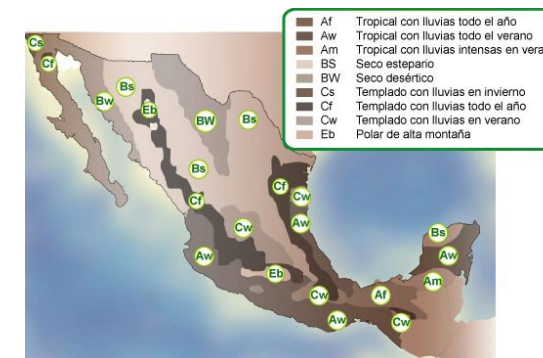 Af Tropical con lluvias todo el año
Aw Tropical con lluvias todo el verano
Am Tropical con lluvias intensas en vera
BS Seco estepario
BW Seco desértico
Cs Templado con lluvias en invierno
Cf Templado con lluvias todo el año
Cw Templado con lluvias en verano
Eb Polar de alta montaña
Cs
Cf
Bs
Bw
Eb
BW
Bs
Bs
Cf
Cw
Cf
Cw
Aw
Aw
Bs
Aw
Eb
Am
Cw
Af
Aw
Cw